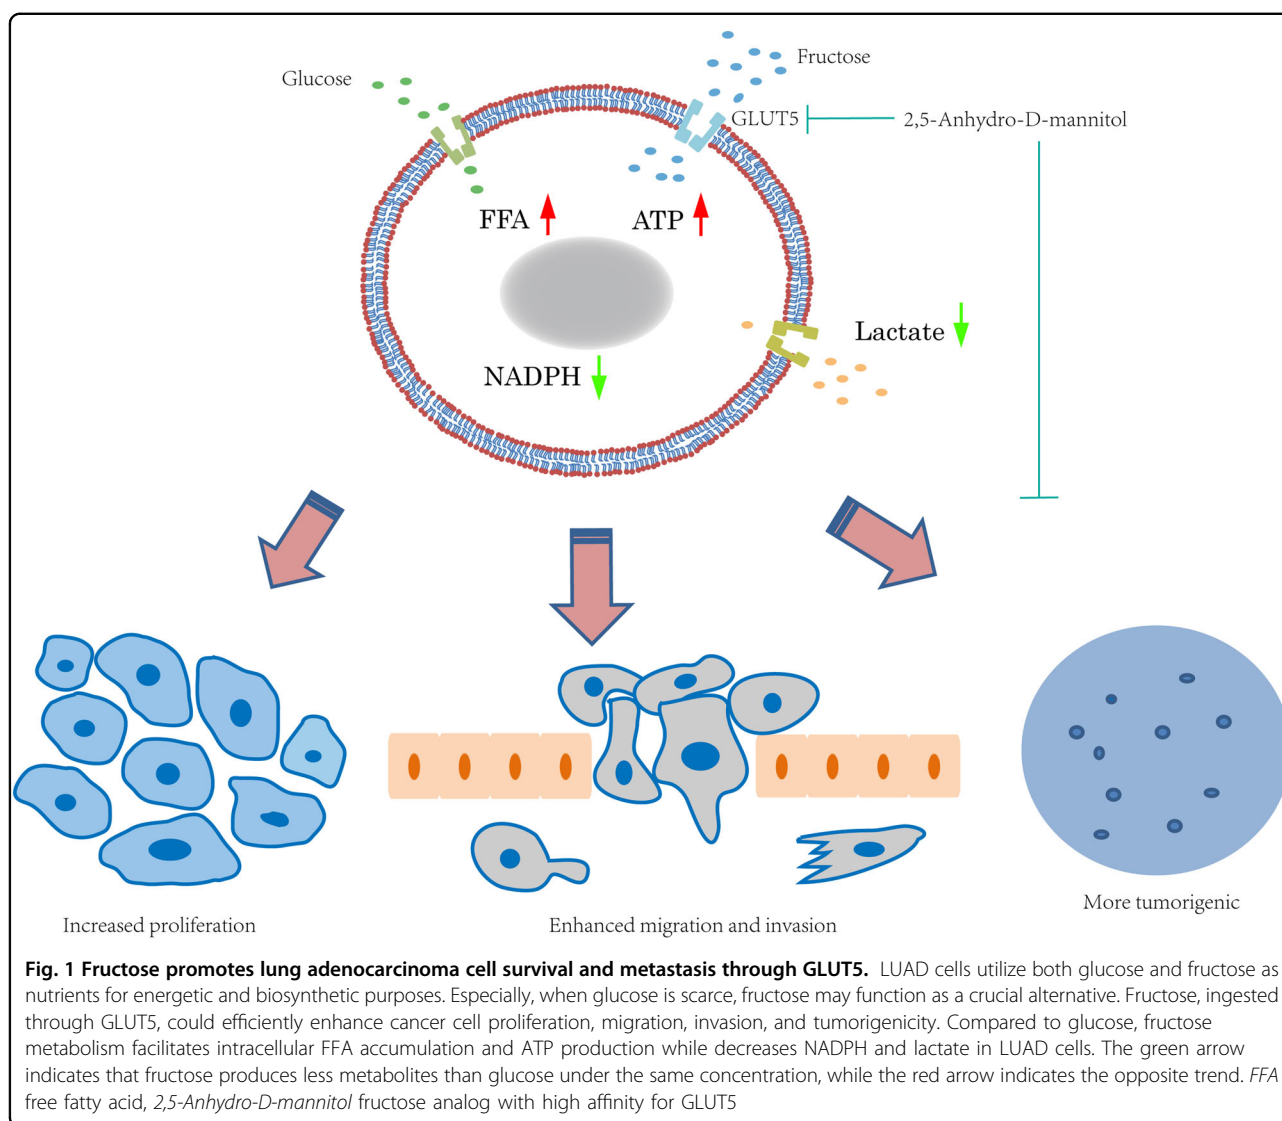 Fructose
Glucose
GLUT5
2,5-Anhydro-D-mannitol
FFA
ATP
Lactate
NADPH
Increased proliferation
Enhanced migration and invasion
More tumorigenic
Fig. 1 Fructose promotes lung adenocarcinoma cell survival and metastasis through GLUT5. LUAD cells utilize both glucose and fructose as
nutrients for energetic and biosynthetic purposes. Especially, when glucose is scarce, fructose may function as a crucial alternative. Fructose, ingested
through GLUT5, could efficiently enhance cancer cell proliferation, migration, invasion, and tumorigenicity. Compared to glucose, fructose
metabolism facilitates intracellular FFA accumulation and ATP production while decreases NADPH and lactate in LUAD cells. The green arrow
indicates that fructose produces less metabolites than glucose under the same concentration, while the red arrow indicates the opposite trend. FFA
free fatty acid, 2,5-Anhydro-D-mannitol fructose analog with high affinity for GLUT5